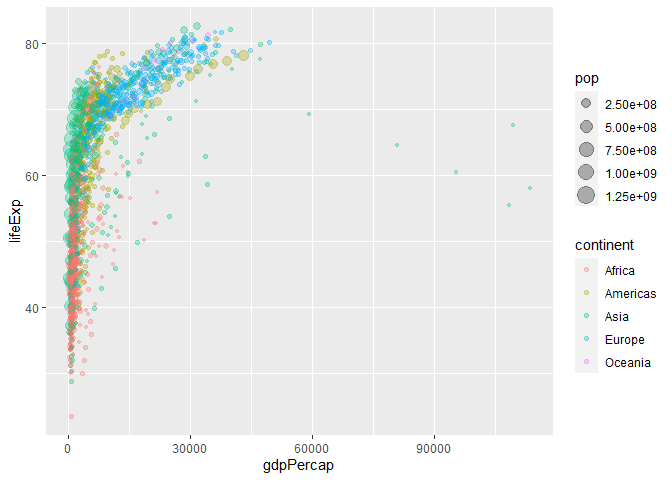 80
60
40
lifeExp
0
30000
60000
90000
gdpPercap
pop
2.50e+08
5.00e+08
7.50e+08
1.00e+09
1.25e+09
continent
Africa
Americas
Asia
Europe
Oceania